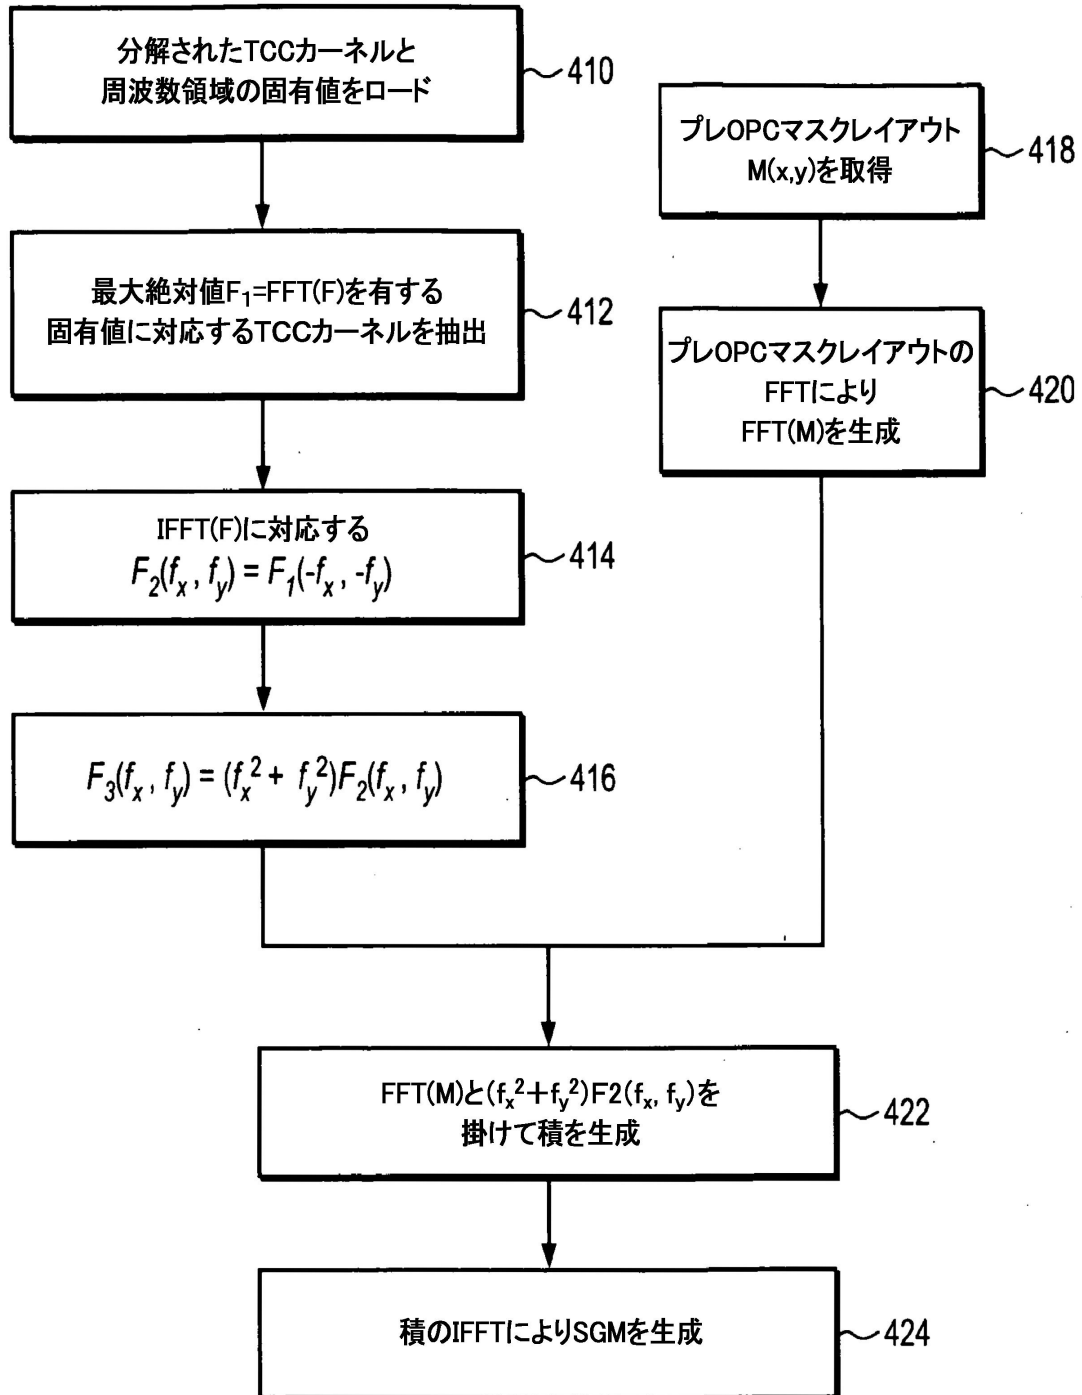 分解されたTCCカーネルと
周波数領域の固有値をロード
410
最大絶対値F₁=FFT(F)を有する
固有値に対応するTCCカーネルを抽出
412
IFFT(F)に対応する
F₂(fₓ, f_y) = F₁(-fₓ, -f_y)
414
F₃(fₓ, f_y) = (fₓ² + f_y²)F₂(fₓ, f_y)
416
プレOPCマスクレイアウト
M(x,y)を取得
418
プレOPCマスクレイアウトの
FFTにより
FFT(M)を生成
420
FFT(M)と(fₓ²+f_y²)F2(fₓ, f_y)を
掛けて積を生成
422
積のIFFTによりSGMを生成
424